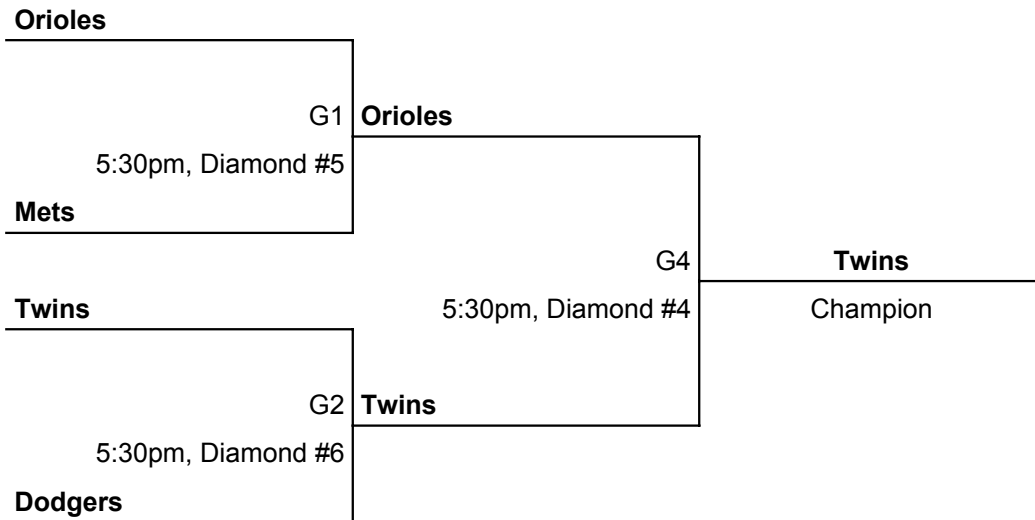 Orioles
G1 Orioles
5:30pm, Diamond #5
Mets
G4 Twins
Twins 5:30pm, Diamond #4 Champion
G2 Twins
5:30pm, Diamond #6
Dodgers